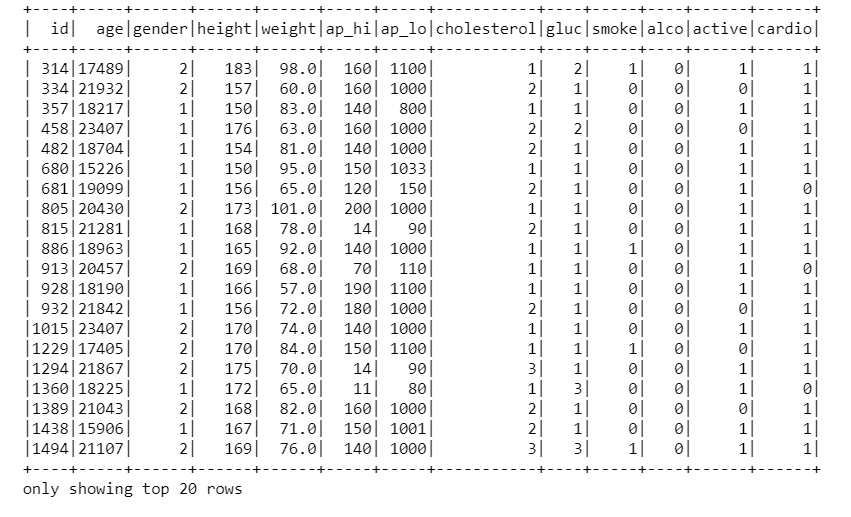 +----+-----+------+------+------+-----+-----+-----------+----+-----+----+------+------+
|  id|  age|gender|height|weight|ap_hi|ap_lo|cholesterol|gluc|smoke|alco|active|cardio|
+----+-----+------+------+------+-----+-----+-----------+----+-----+----+------+------+
| 314|17489|     2|   183|  98.0|  160| 1100|          1|   2|    1|   0|     1|     1|
| 334|21932|     2|   157|  60.0|  160| 1000|          2|   1|    0|   0|     0|     1|
| 357|18217|     1|   150|  83.0|  140|  800|          1|   1|    0|   0|     1|     1|
| 458|23407|     1|   176|  63.0|  160| 1000|          2|   2|    0|   0|     0|     1|
| 482|18704|     1|   154|  81.0|  140| 1000|          2|   1|    0|   0|     1|     1|
| 680|15226|     1|   150|  95.0|  150| 1033|          1|   1|    0|   0|     1|     1|
| 681|19099|     1|   156|  65.0|  120|  150|          2|   1|    0|   0|     1|     0|
| 805|20430|     2|   173| 101.0|  200| 1000|          1|   1|    0|   0|     1|     1|
| 815|21281|     1|   168|  78.0|   14|   90|          2|   1|    0|   0|     1|     1|
| 886|18963|     1|   165|  92.0|  140| 1000|          1|   1|    1|   0|     1|     1|
| 913|20457|     2|   169|  68.0|   70|  110|          1|   1|    0|   0|     1|     0|
| 928|18190|     1|   166|  57.0|  190| 1100|          1|   1|    0|   0|     1|     1|
| 932|21842|     1|   156|  72.0|  180| 1000|          2|   1|    0|   0|     0|     1|
|1015|23407|     2|   170|  74.0|  140| 1000|          1|   1|    0|   0|     1|     1|
|1229|17405|     2|   170|  84.0|  150| 1100|          1|   1|    1|   0|     0|     1|
|1294|21867|     2|   175|  70.0|   14|   90|          3|   1|    0|   0|     1|     1|
|1360|18225|     1|   172|  65.0|   11|   80|          1|   3|    0|   0|     1|     0|
|1389|21043|     2|   168|  82.0|  160| 1000|          2|   1|    0|   0|     0|     1|
|1438|15906|     1|   167|  71.0|  150| 1001|          2|   1|    0|   0|     1|     1|
|1494|21107|     2|   169|  76.0|  140| 1000|          3|   3|    1|   0|     1|     1|
+----+-----+------+------+------+-----+-----+-----------+----+-----+----+------+------+
only showing top 20 rows